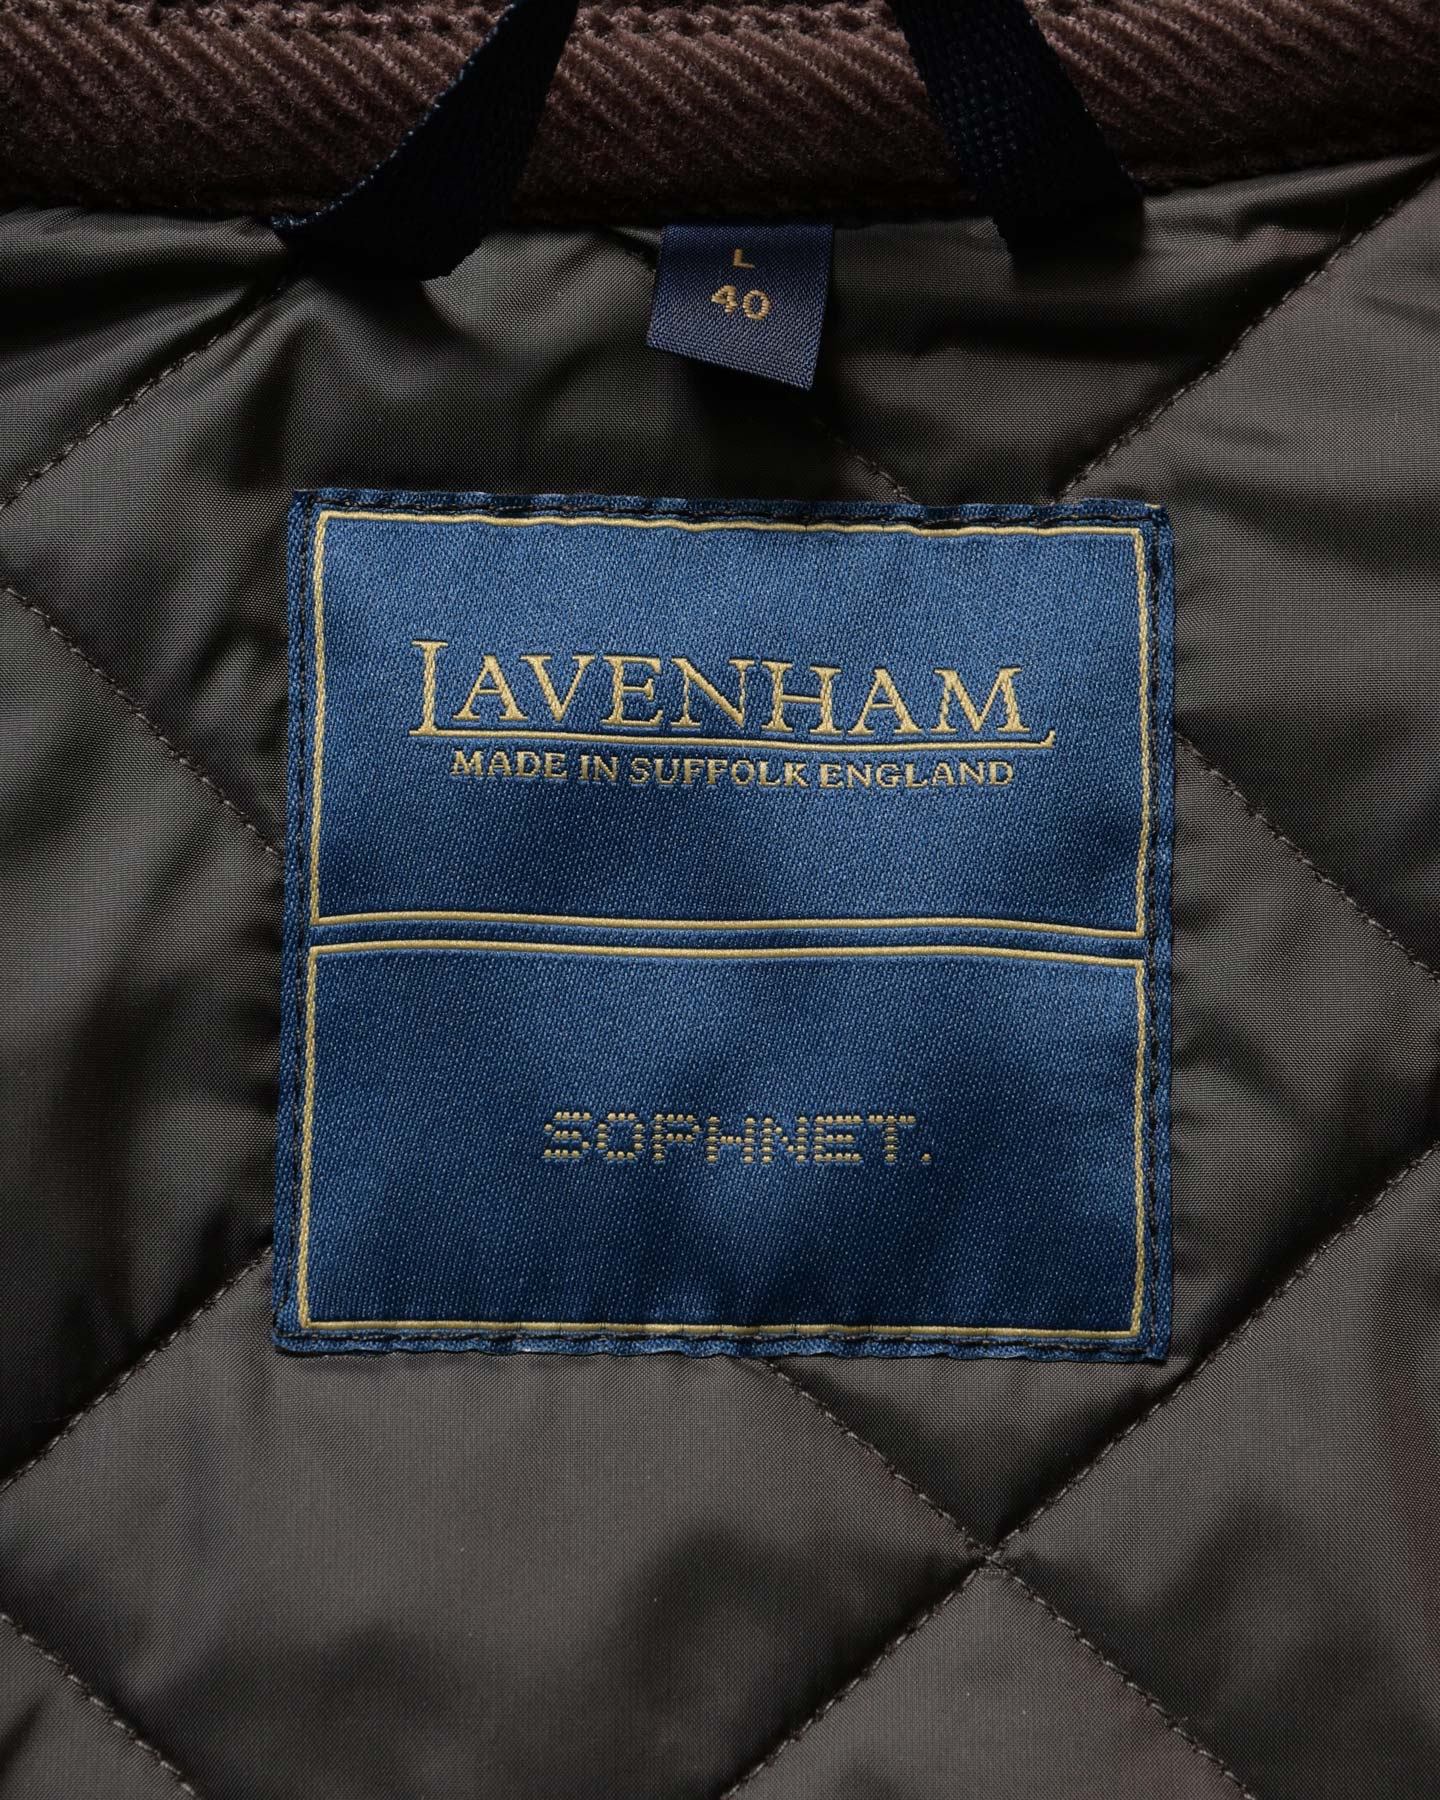 L
40
LAVENHAM
MADE IN SUFFOLK ENGLAND
SOPHNET.